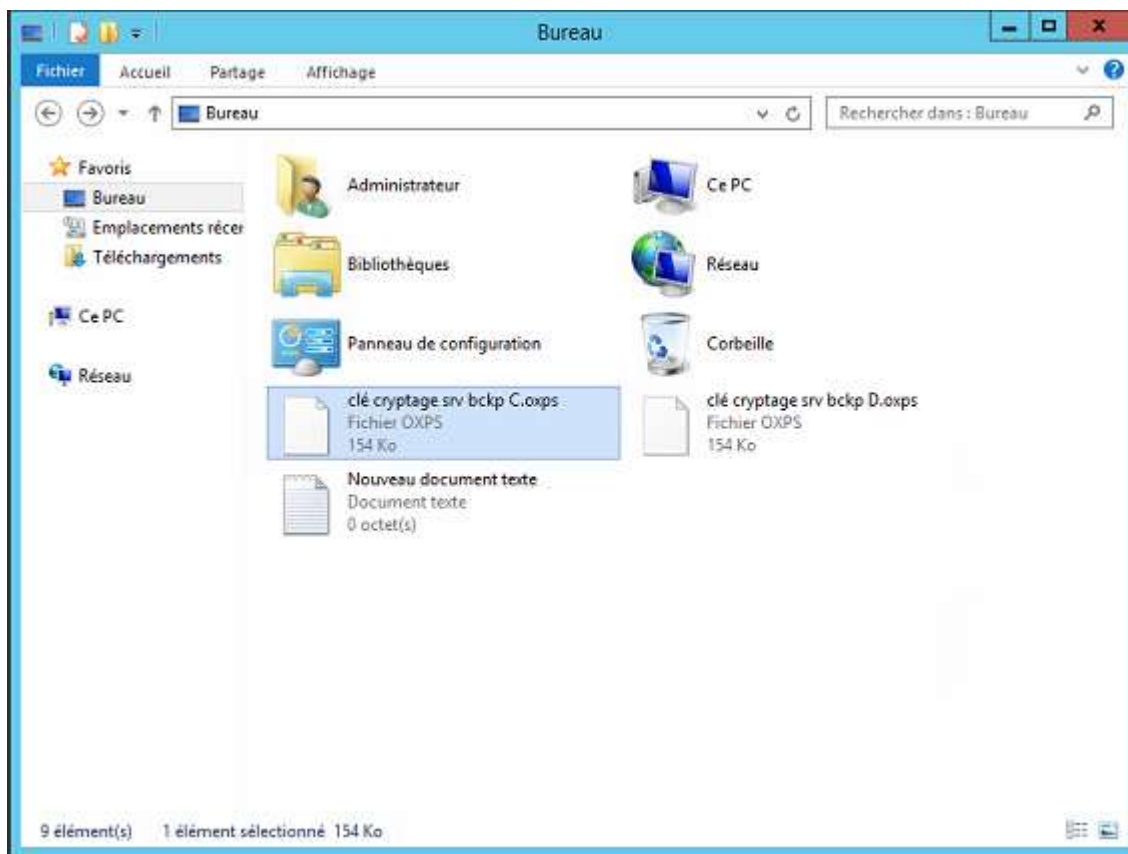 Bureau
Fichier Accueil Partage Affichage
Bureau
Rechercher dans : Bureau
Favoris
Bureau
Emplacements récer
Téléchargements
Ce PC
Réseau
Administrateur
Ce PC
Bibliothèques
Réseau
Panneau de configuration
Corbeille
clé cryptage srv bckp C.oxps
Fichier OXPS
154 Ko
clé cryptage srv bckp D.oxps
Fichier OXPS
154 Ko
Nouveau document texte
Document texte
0 octet(s)
9 élément(s) 1 élément sélectionné 154 Ko